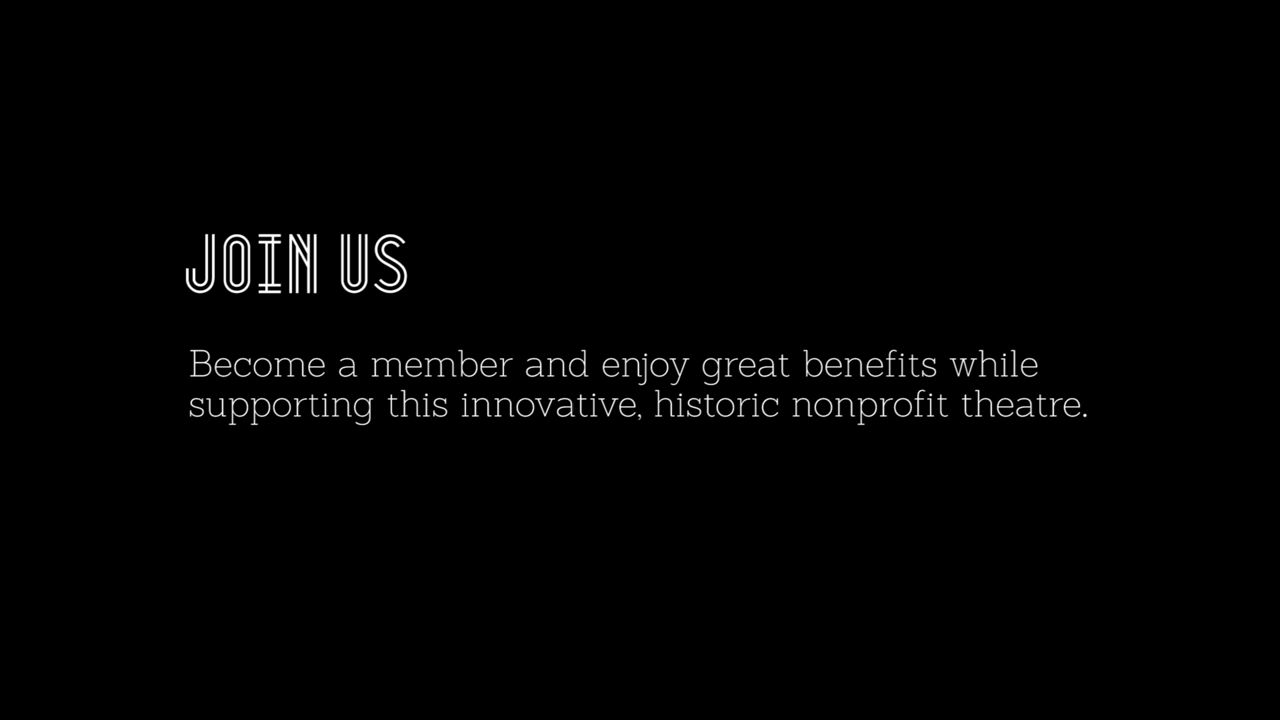 JOIN US
Become a member and enjoy great benefits while
supporting this innovative, historic nonprofit theatre.